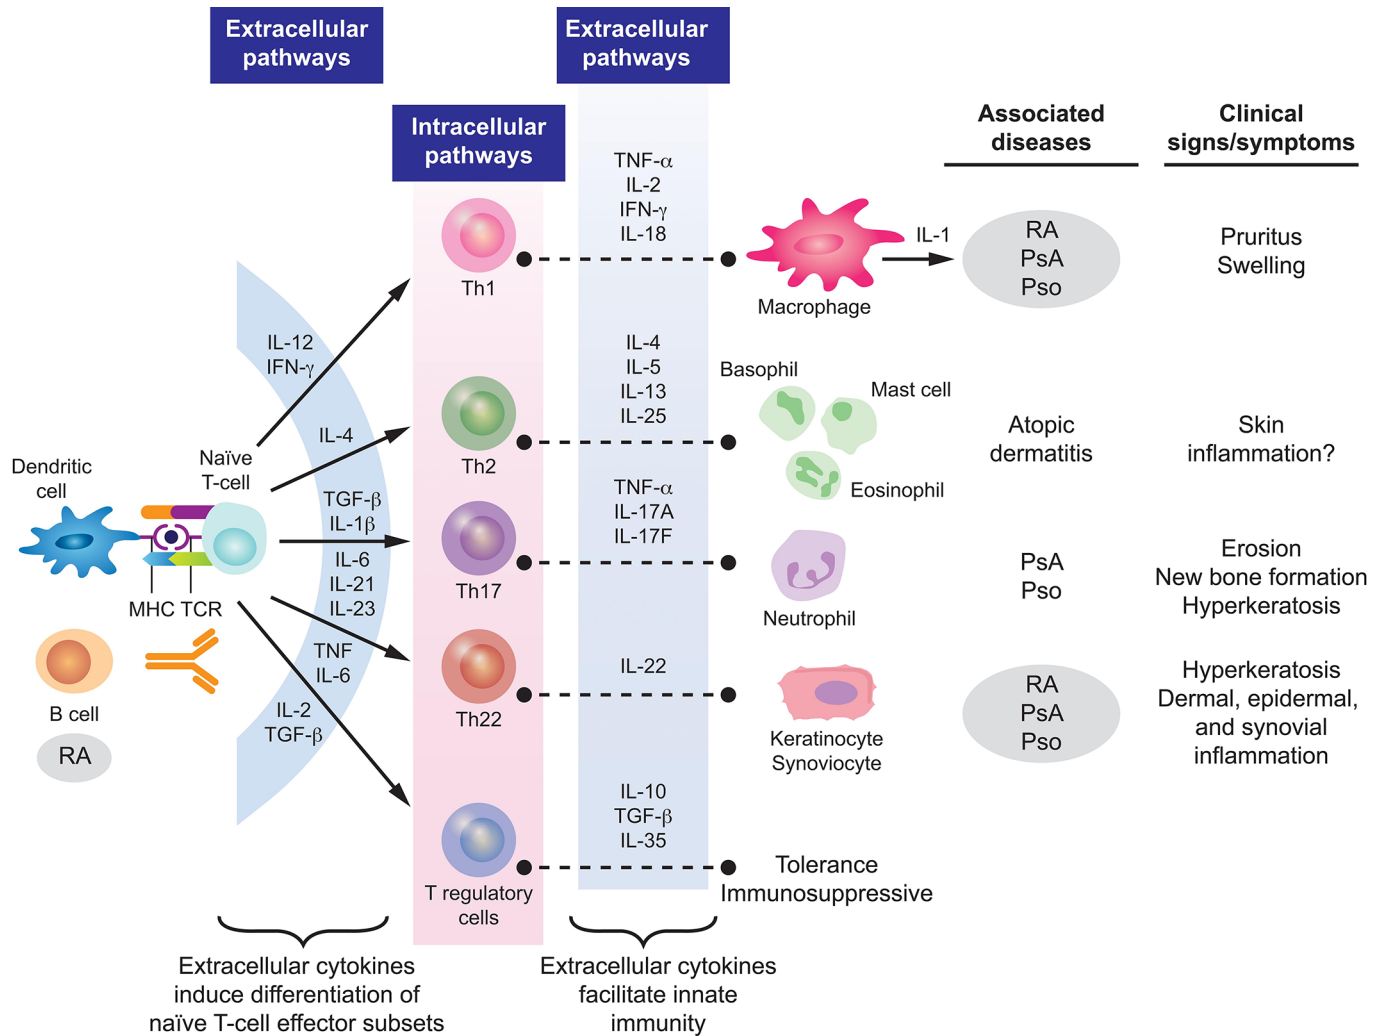 Extracellular
pathways
Extracellular
pathways
Intracellular
pathways
Associated
diseases
Clinical
signs/symptoms
TNF-α
IL-2
IFN-γ
IL-18
Th1
Macrophage
IL-1
RA
PsA
Pso
Pruritus
Swelling
IL-12
IFN-γ
IL-4
IL-4
IL-5
IL-13
IL-25
Th2
Basophil
Mast cell
Eosinophil
Atopic
dermatitis
Skin
inflammation?
Dendritic
cell
Naïve
T-cell
MHC TCR
TGF-β
IL-1β
IL-6
IL-21
IL-23
Th17
TNF-α
IL-17A
IL-17F
Neutrophil
PsA
Pso
Erosion
New bone formation
Hyperkeratosis
B cell
RA
TNF
IL-6
Th22
IL-22
Keratinocyte
Synoviocyte
RA
PsA
Pso
Hyperkeratosis
Dermal, epidermal,
and synovial
inflammation
IL-2
TGF-β
T regulatory
cells
IL-10
TGF-β
IL-35
Tolerance
Immunosuppressive
Extracellular cytokines
induce differentiation of
naïve T-cell effector subsets
Extracellular cytokines
facilitate innate
immunity